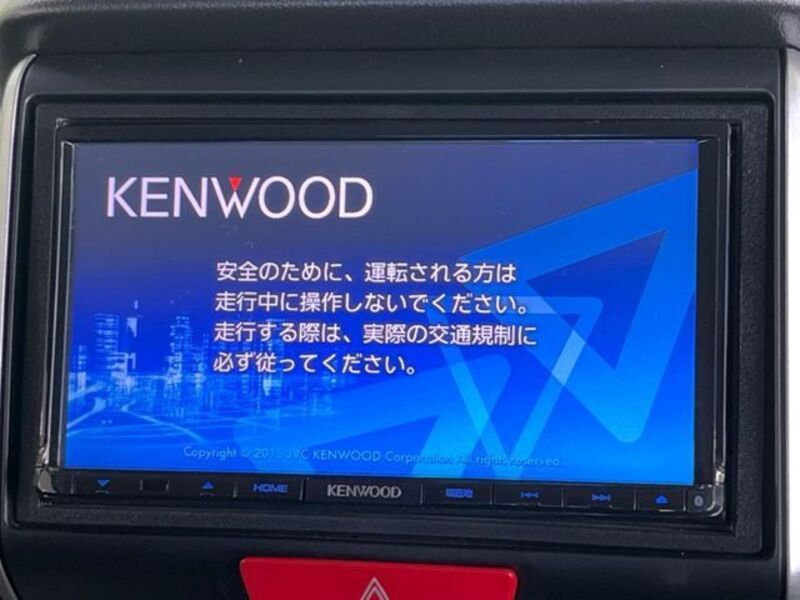 KENWOOD
安全のために、運転される方は
走行中に操作しないでください。
走行する際は、実際の交通規制に
必ず従ってください。
Copyright © 2015 JVC KENWOOD Corporation All rights reserved.
HOME KENWOOD 現在地